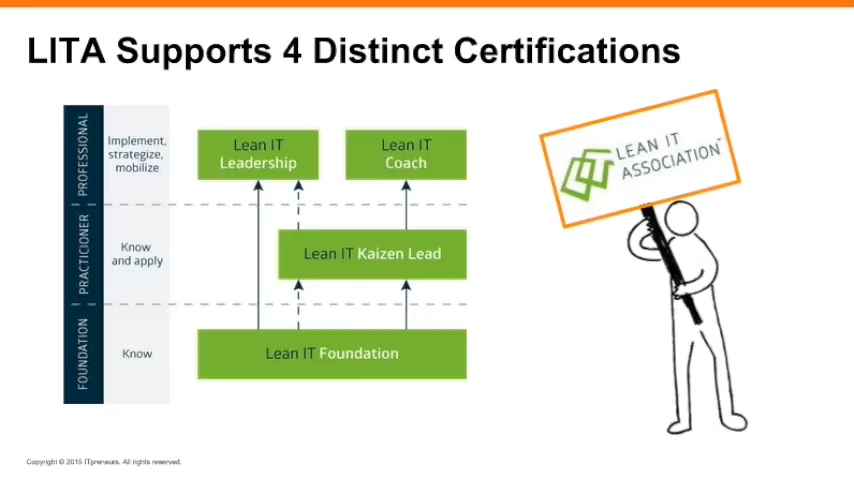 LITA Supports 4 Distinct Certifications
PROFESSIONAL
Implement,
strategize,
mobilize
Lean IT
Leadership
Lean IT
Coach
PRACTICIONER
Know
and apply
Lean IT Kaizen Lead
FOUNDATION
Know
Lean IT Foundation
LEAN IT
ASSOCIATION™
Copyright © 2015 ITpreneurs. All rights reserved.